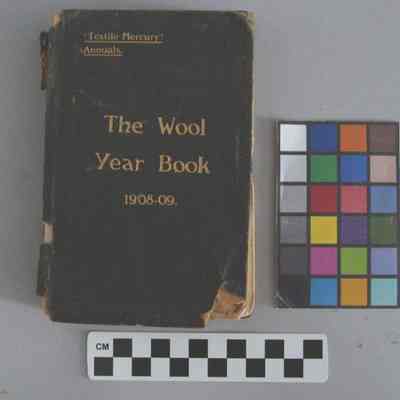 "Textile Mercury"
Annuals.
The Wool
Year Book
1908-09.
CM